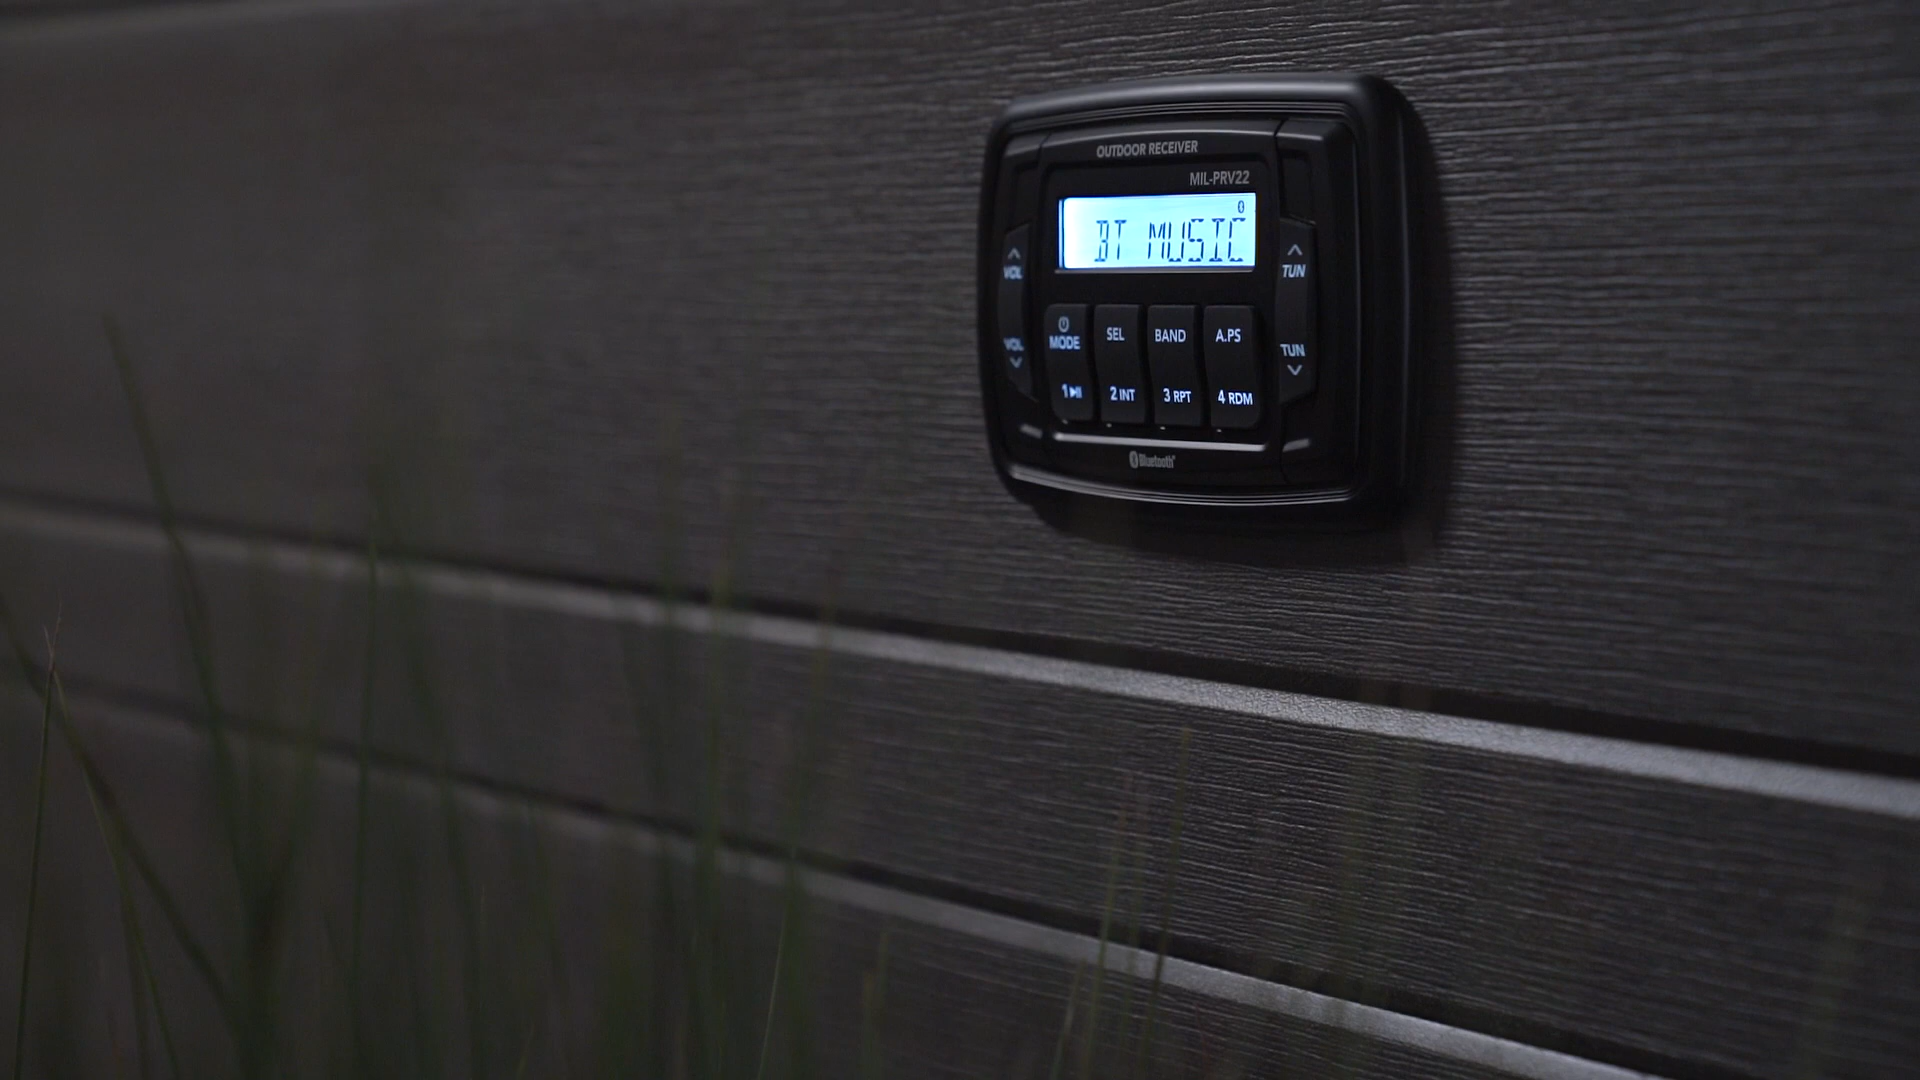 OUTDOOR RECEIVER
MIL-PRV22
BT MUSIC
VOL
TUN
VOL
TUN
MODE
SEL
BAND
A.PS
1
2 INT
3 RPT
4 RDM
Bluetooth®